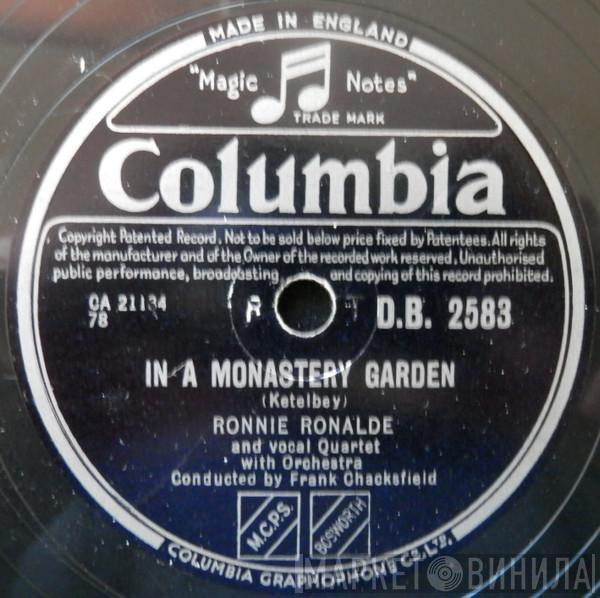 MADE IN ENGLAND
"Magic Notes"
TRADE MARK
Columbia
Copyright Patented Record. Not to be sold below price fixed by Patentees. All rights
of the manufacturer and of the Owner of the recorded work reserved. Unauthorised
public performance, broadcasting and copying of this record prohibited.
CA 21134
78
R T
D.B. 2583
IN A MONASTERY GARDEN
(Ketelbey)
RONNIE RONALDE
and vocal Quartet
with Orchestra
Conducted by Frank Chacksfield
M.C.P.S.
BOSWORTH
COLUMBIA GRAPHOPHONE CO. LTD.
МАРКЕТ ВИНИЛА